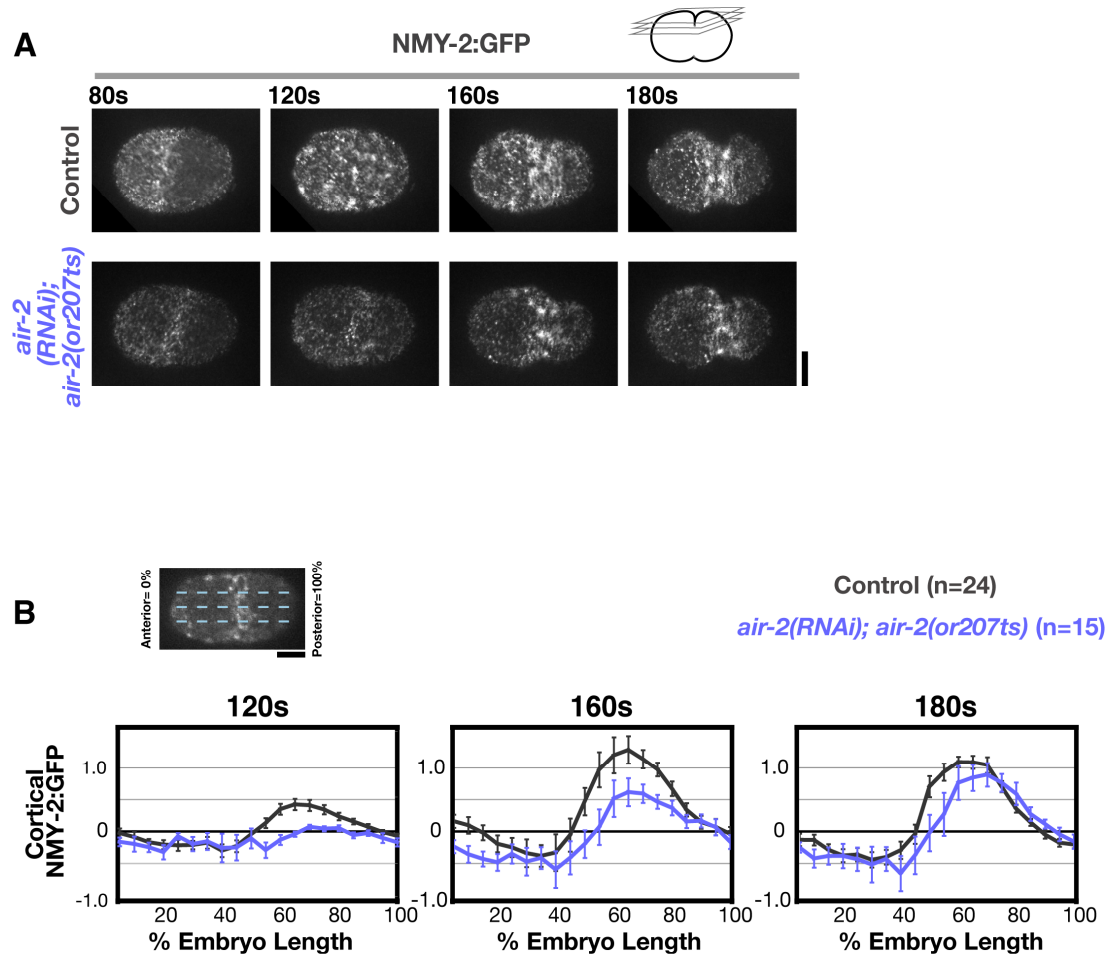 A
NMY-2:GFP
80s
120s
160s
180s
Control
air-2
(RNAi);
air-2(or207ts)
B
Anterior= 0%
Posterior=100%
Control (n=24)
air-2(RNAi); air-2(or207ts) (n=15)
120s
160s
180s
Cortical
NMY-2:GFP
1.0
0
-1.0
20 40 60 80 100
% Embryo Length
1.0
0
-1.0
20 40 60 80 100
% Embryo Length
1.0
0
-1.0
20 40 60 80 100
% Embryo Length